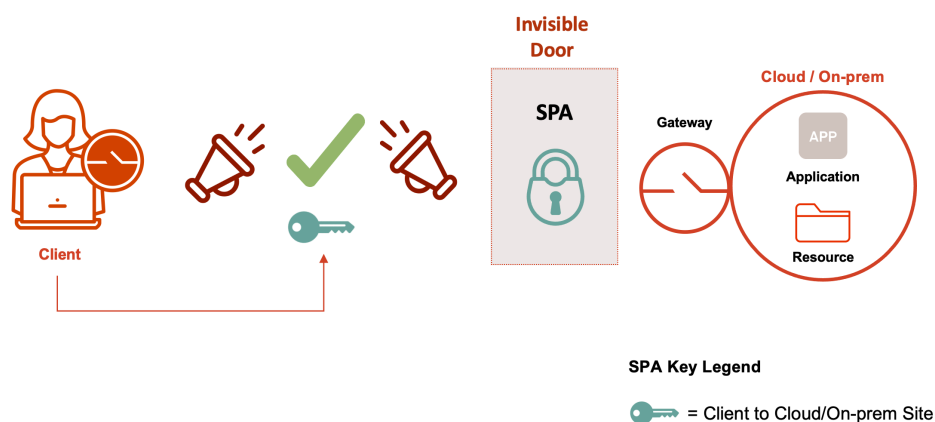 Invisible
Door
Cloud / On-prem
SPA
Gateway
APP
Application
Client
Resource
SPA Key Legend
= Client to Cloud/On-prem Site